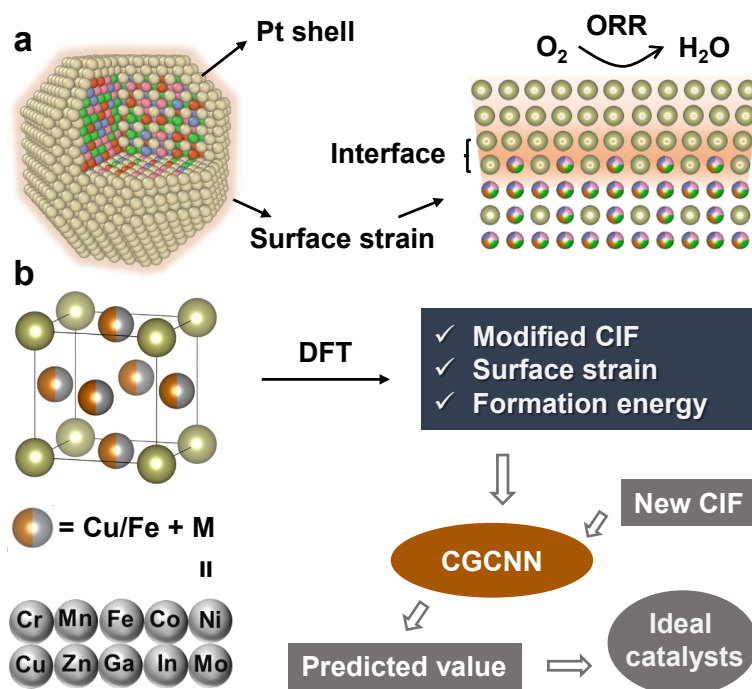 a
Pt shell
ORR
O₂
H₂O
Interface
Surface strain
b
DFT
✓ Modified CIF
✓ Surface strain
✓ Formation energy
New CIF
= Cu/Fe + M
=
CGCNN
Cr Mn Fe Co Ni
Cu Zn Ga In Mo
Predicted value
Ideal
catalysts